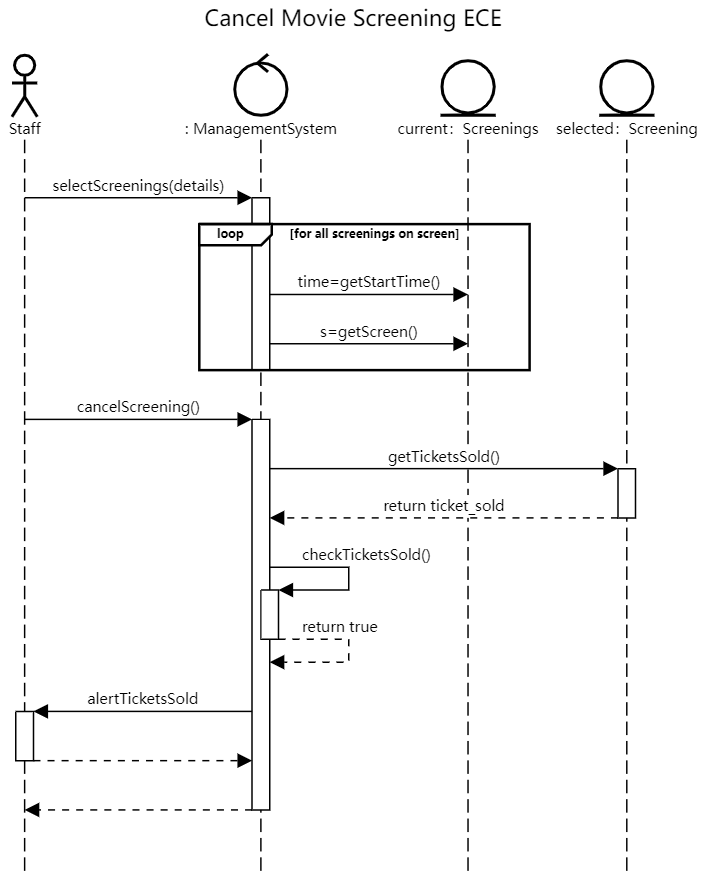 Cancel Movie Screening ECE
Staff
: ManagementSystem
current: Screenings
selected: Screening
selectScreenings(details)
loop
[for all screenings on screen]
time=getStartTime()
s=getScreen()
cancelScreening()
getTicketsSold()
return ticket_sold
checkTicketsSold()
return true
alertTicketsSold